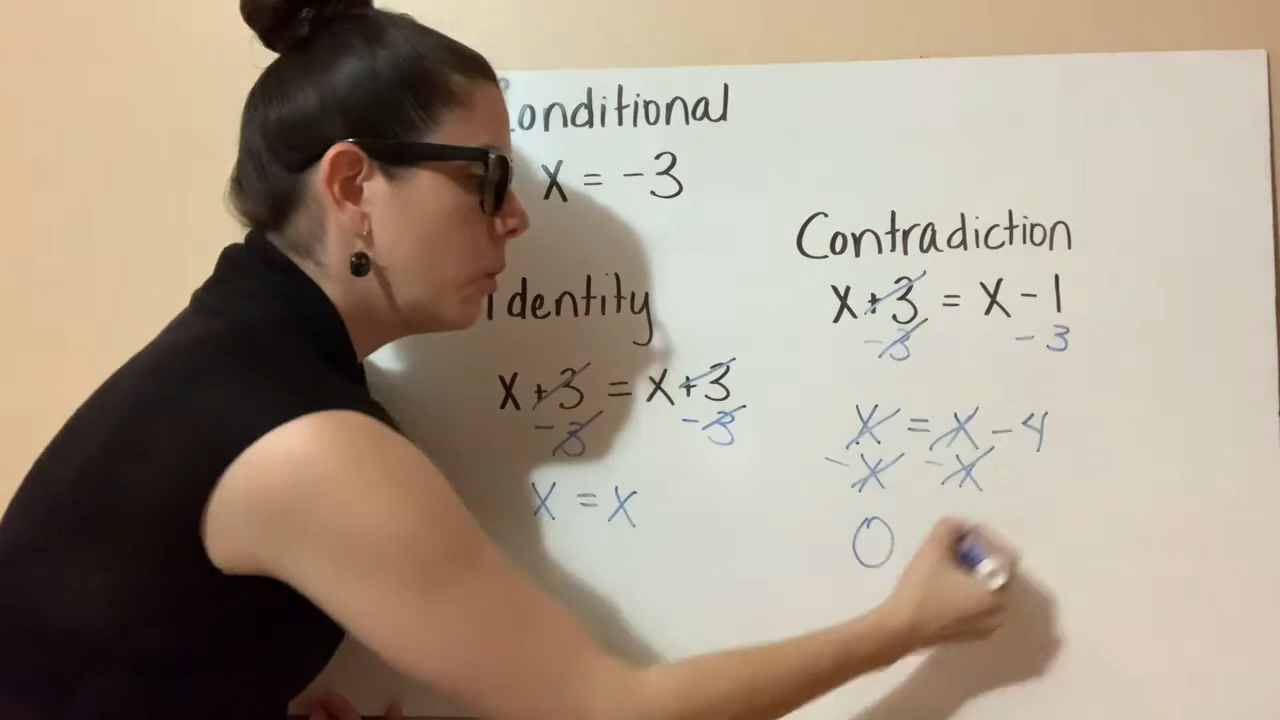 Conditional
x = -3
Identity
x + 3 = x + 3
- 3 - 3
x = x
Contradiction
x + 3 = x - 1
- 3 - 3
x = x - 4
- x - x
0